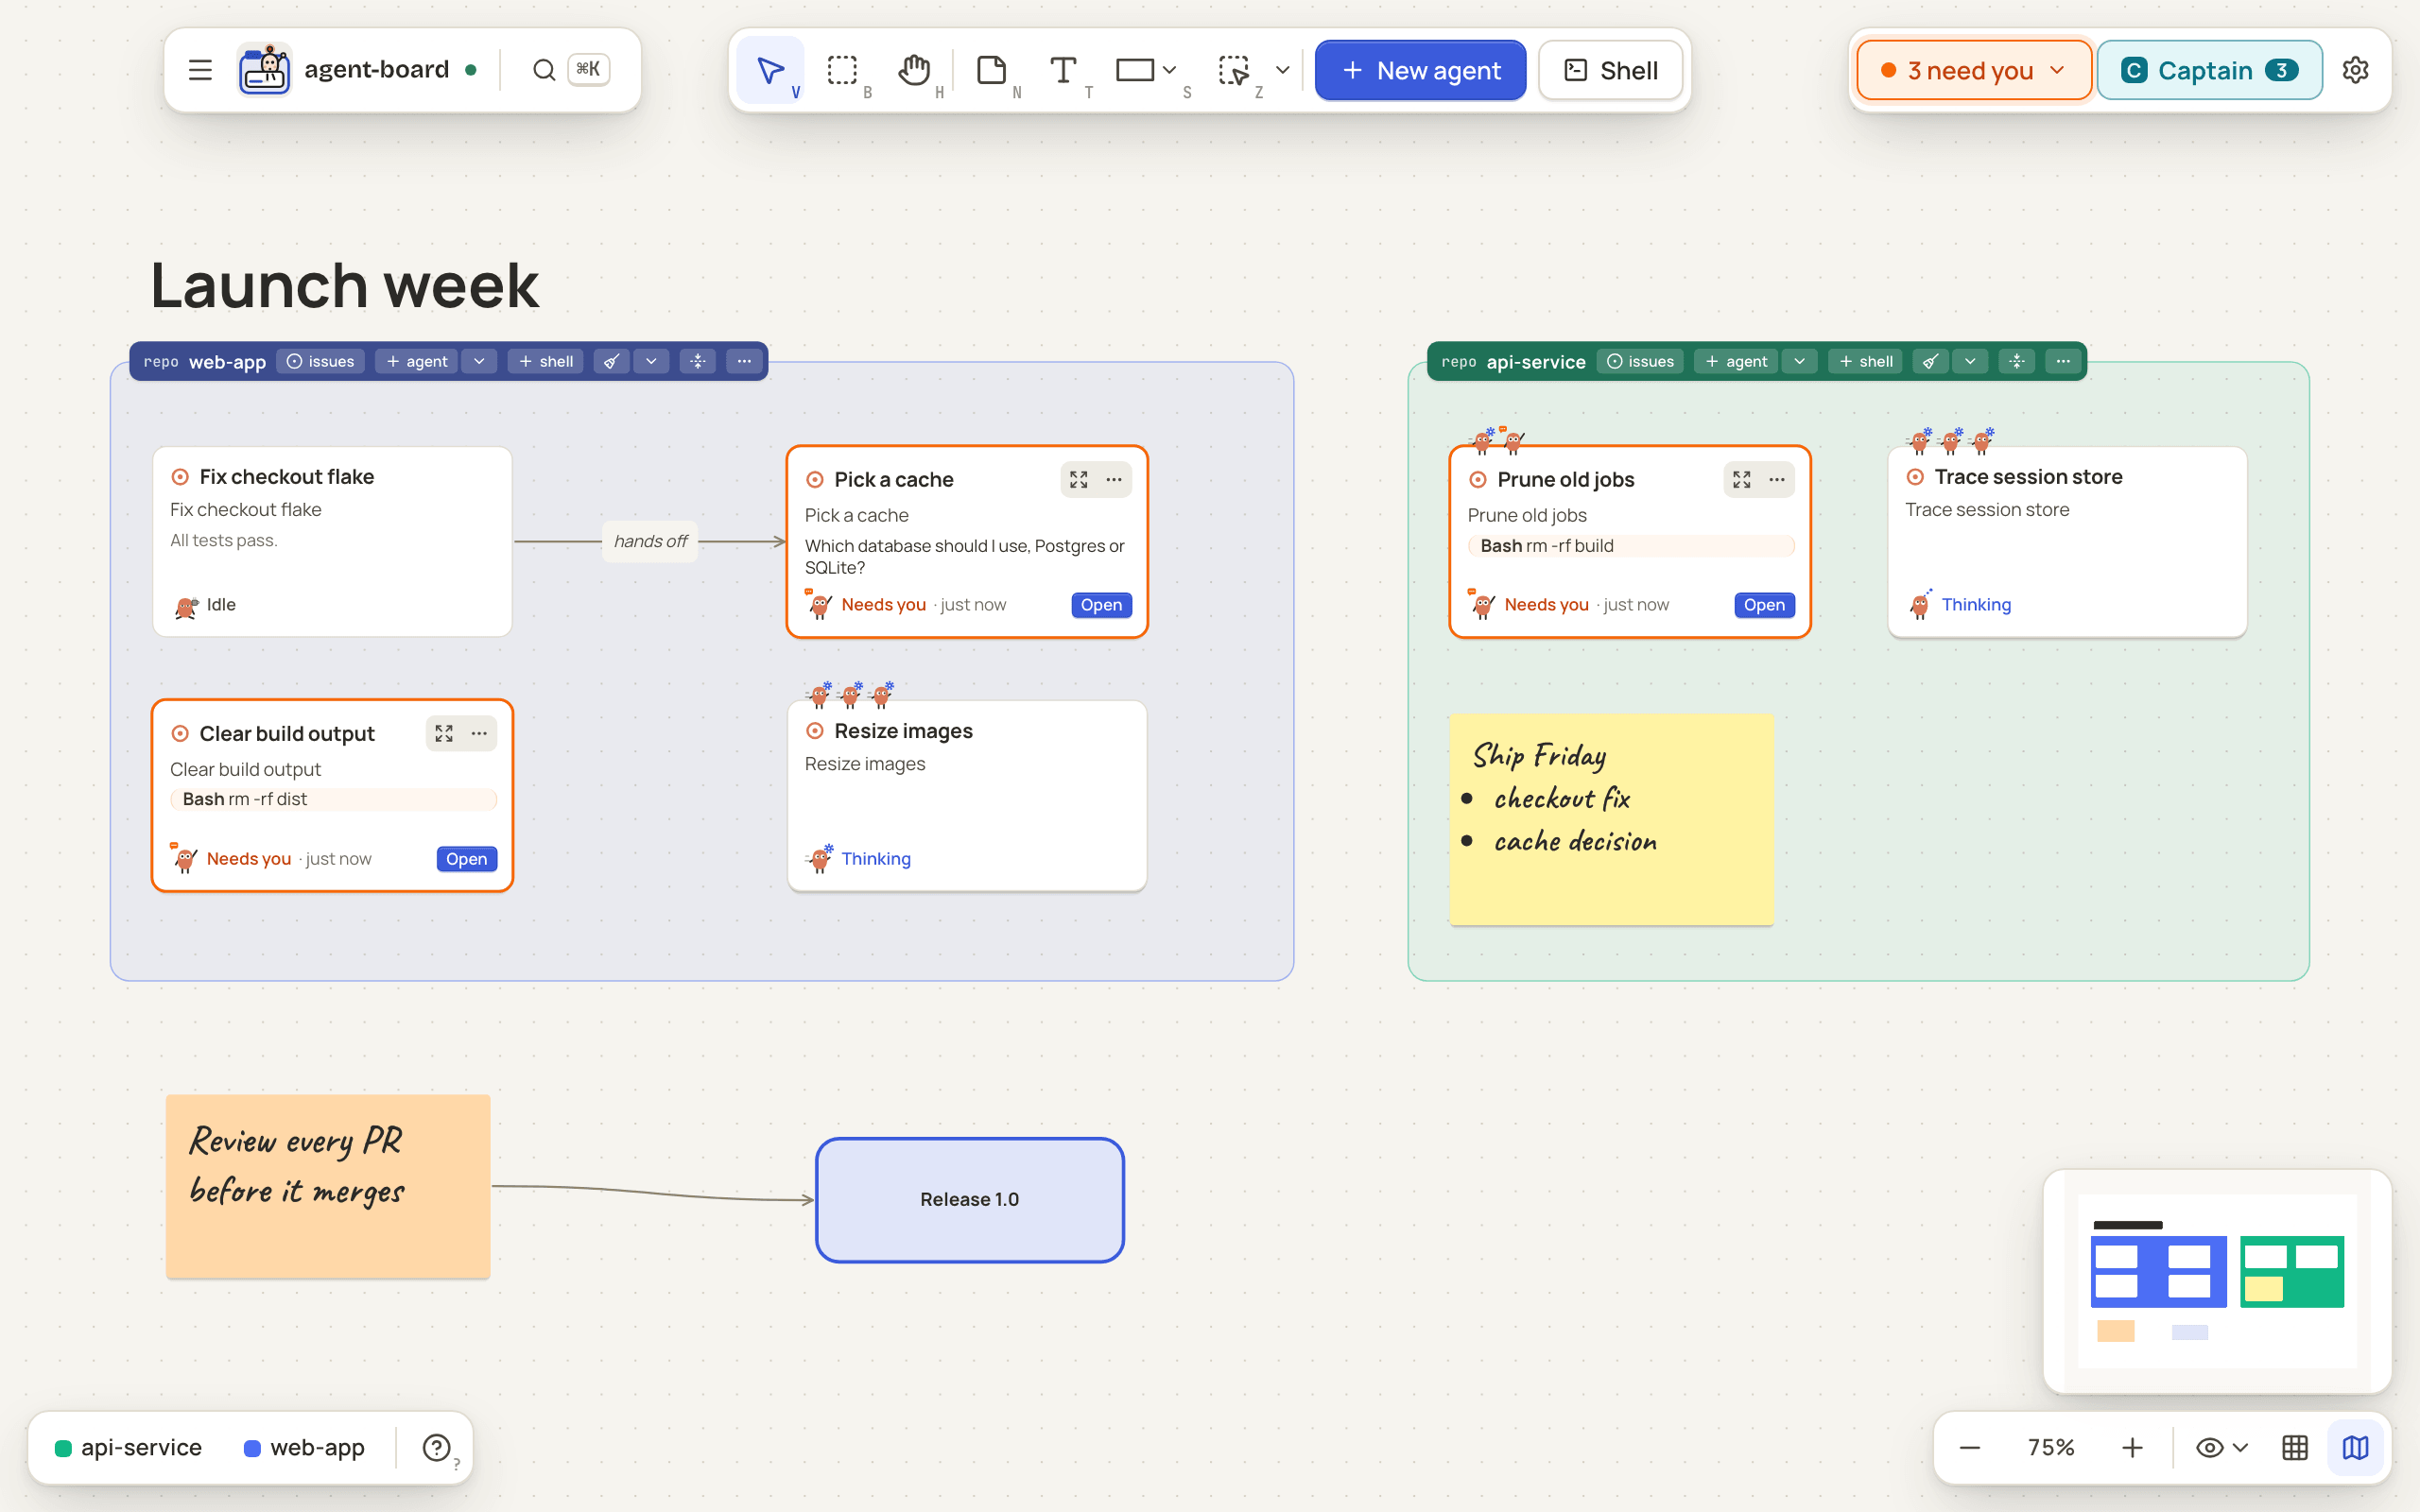 agent-board
⌘K
V
B
H
N
T
S
Z
+ New agent
Shell
3 need you
C Captain 3
Launch week
repo web-app issues + agent + shell
Fix checkout flake
Fix checkout flake
All tests pass.
Idle
hands off
Pick a cache
Pick a cache
Which database should I use, Postgres or
SQLite?
Needs you · just now Open
Clear build output
Clear build output
Bash rm -rf dist
Needs you · just now Open
Resize images
Resize images
Thinking
repo api-service issues + agent + shell
Prune old jobs
Prune old jobs
Bash rm -rf build
Needs you · just now Open
Trace session store
Trace session store
Thinking
Ship Friday
• checkout fix
• cache decision
Review every PR
before it merges
Release 1.0
api-service web-app ?
75%